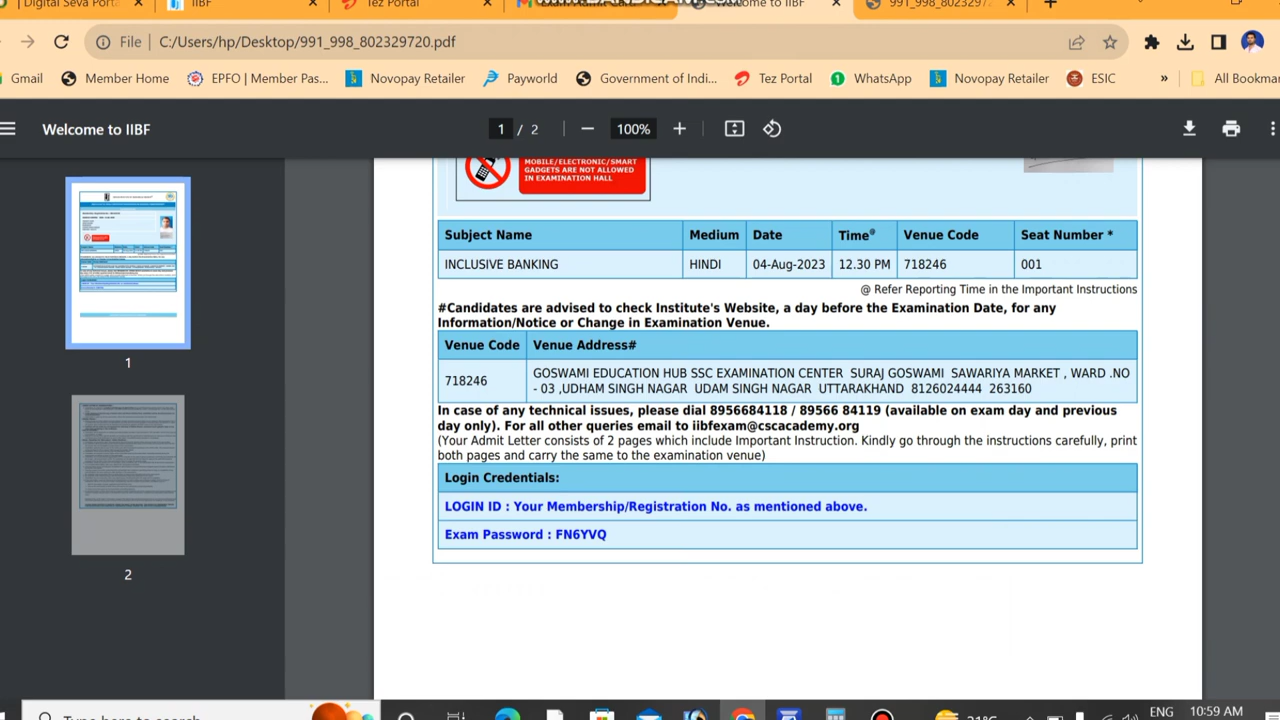 Digital Seva Port
IIBF
Tez Portal
Welcome to IIBF
991_998_8023297
File
C:/Users/hp/Desktop/991_998_802329720.pdf
Gmail
Member Home
EPFO | Member Pas...
Novopay Retailer
Payworld
Government of Indi...
Tez Portal
WhatsApp
Novopay Retailer
ESIC
»
All Bookmar
Welcome to IIBF
1 / 2
100%
MOBILE/ELECTRONIC/SMART
GADGETS ARE NOT ALLOWED
IN EXAMINATION HALL
Subject Name Medium Date Time@ Venue Code Seat Number *
INCLUSIVE BANKING HINDI 04-Aug-2023 12.30 PM 718246 001
@ Refer Reporting Time in the Important Instructions
#Candidates are advised to check Institute's Website, a day before the Examination Date, for any
Information/Notice or Change in Examination Venue.
Venue Code Venue Address#
718246 GOSWAMI EDUCATION HUB SSC EXAMINATION CENTER SURAJ GOSWAMI SAWARIYA MARKET , WARD .NO
- 03 ,UDHAM SINGH NAGAR UDAM SINGH NAGAR UTTARAKHAND 8126024444 263160
In case of any technical issues, please dial 8956684118 / 89566 84119 (available on exam day and previous
day only). For all other queries email to iibfexam@cscacademy.org
(Your Admit Letter consists of 2 pages which include Important Instruction. Kindly go through the instructions carefully, print
both pages and carry the same to the examination venue)
Login Credentials:
LOGIN ID : Your Membership/Registration No. as mentioned above.
Exam Password : FN6YVQ
1
2
Type here to search
21°C
ENG
10:59 AM